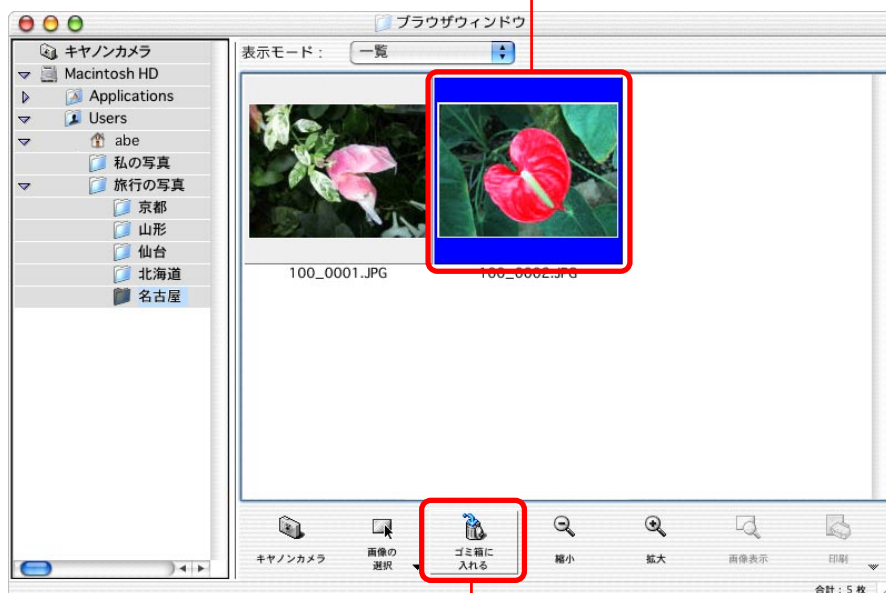 ブラウザウィンドウ
キヤノンカメラ
Macintosh HD
Applications
Users
abe
私の写真
旅行の写真
京都
山形
仙台
北海道
名古屋
表示モード： 一覧
100_0001.JPG
100_0002.JPG
キヤノンカメラ
画像の
選択
ゴミ箱に
入れる
縮小
拡大
画像表示
印刷
合計：5 枚